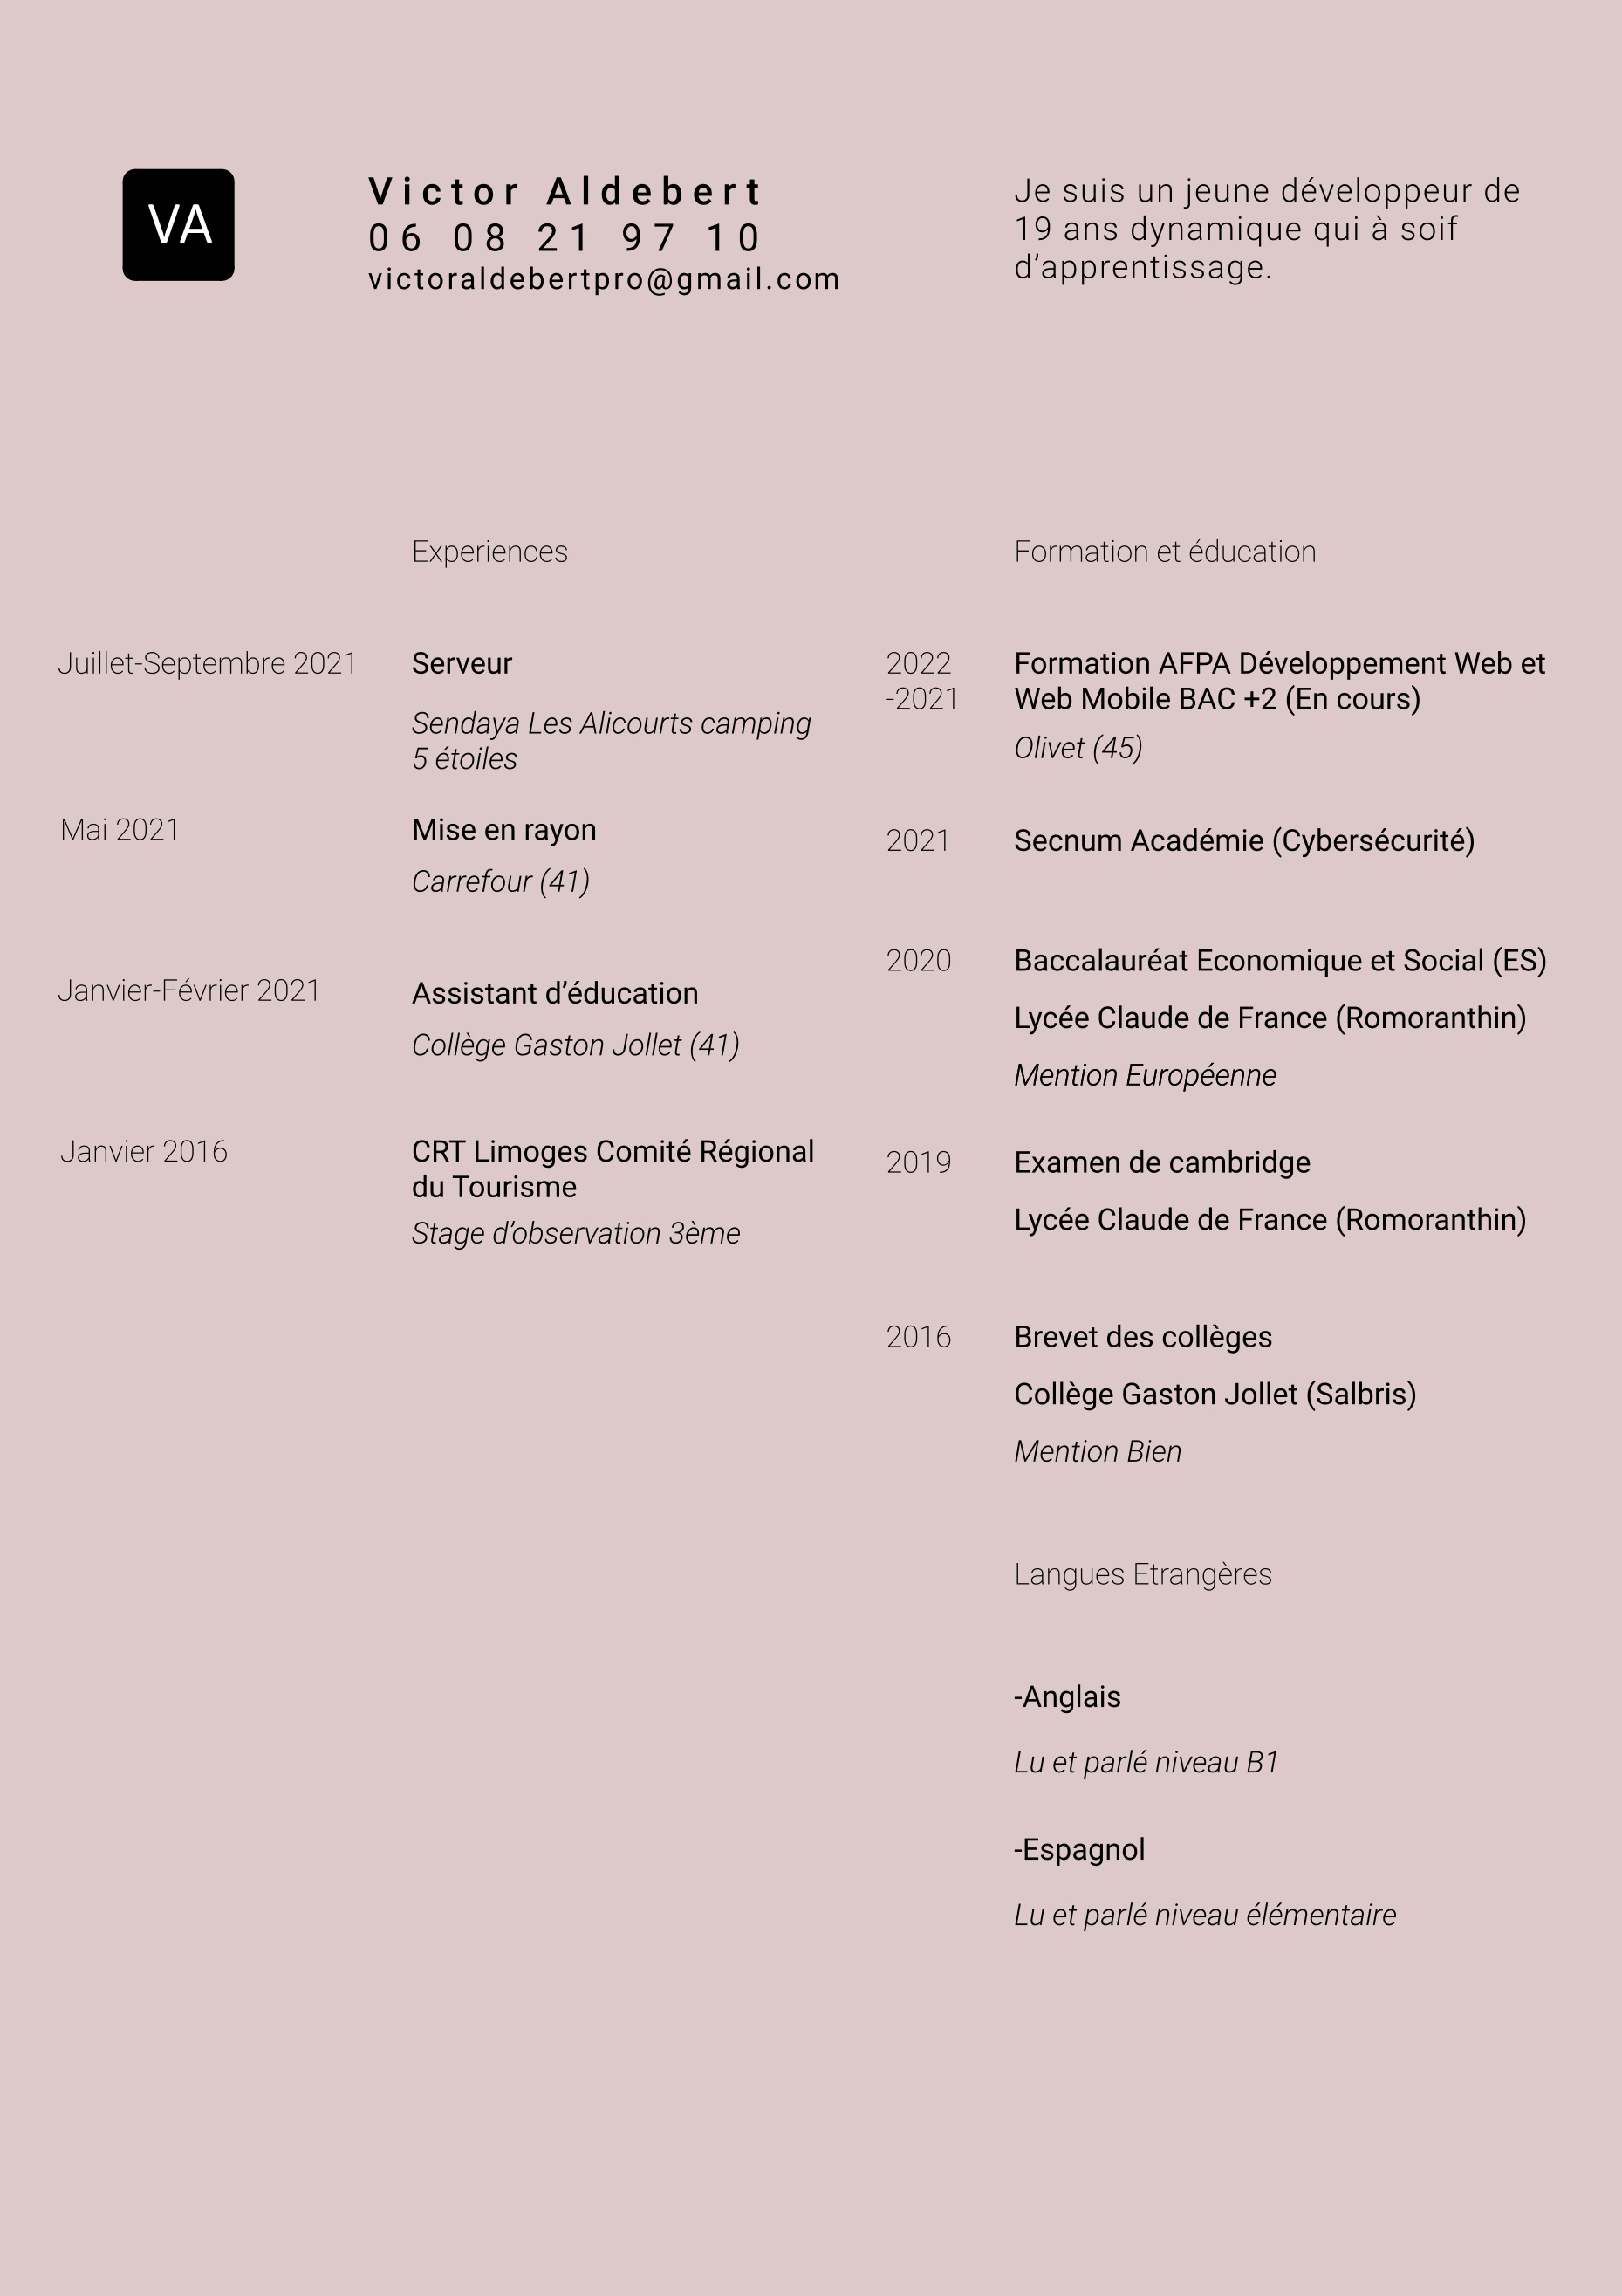 VA
Victor Aldebert
06 08 21 97 10
victoraldebertpro@gmail.com
Je suis un jeune développeur de
19 ans dynamique qui à soif
d’apprentissage.
Experiences
Juillet-Septembre 2021
Serveur
Sendaya Les Alicourts camping
5 étoiles
Mai 2021
Mise en rayon
Carrefour (41)
Janvier-Février 2021
Assistant d’éducation
Collège Gaston Jollet (41)
Janvier 2016
CRT Limoges Comité Régional
du Tourisme
Stage d’observation 3ème
Formation et éducation
2022
-2021
Formation AFPA Développement Web et
Web Mobile BAC +2 (En cours)
Olivet (45)
2021
Secnum Académie (Cybersécurité)
2020
Baccalauréat Economique et Social (ES)
Lycée Claude de France (Romoranthin)
Mention Européenne
2019
Examen de cambridge
Lycée Claude de France (Romoranthin)
2016
Brevet des collèges
Collège Gaston Jollet (Salbris)
Mention Bien
Langues Etrangères
-Anglais
Lu et parlé niveau B1
-Espagnol
Lu et parlé niveau élémentaire